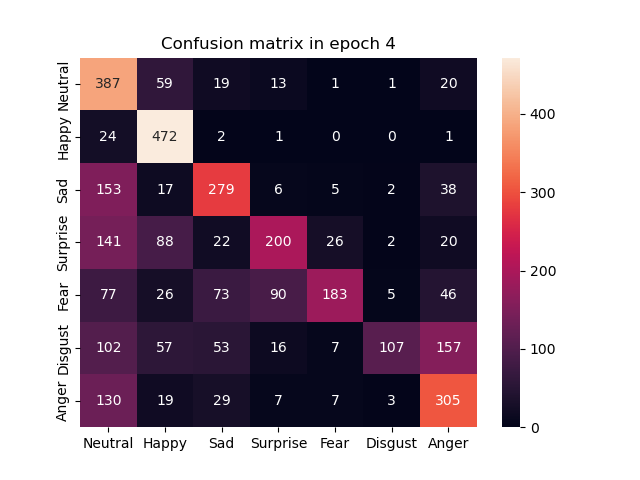 Confusion matrix in epoch 4
Neutral 387 59 19 13 1 1 20
Happy 24 472 2 1 0 0 1
Sad 153 17 279 6 5 2 38
Surprise 141 88 22 200 26 2 20
Fear 77 26 73 90 183 5 46
Disgust 102 57 53 16 7 107 157
Anger 130 19 29 7 7 3 305
Neutral Happy Sad Surprise Fear Disgust Anger
400
300
200
100
0